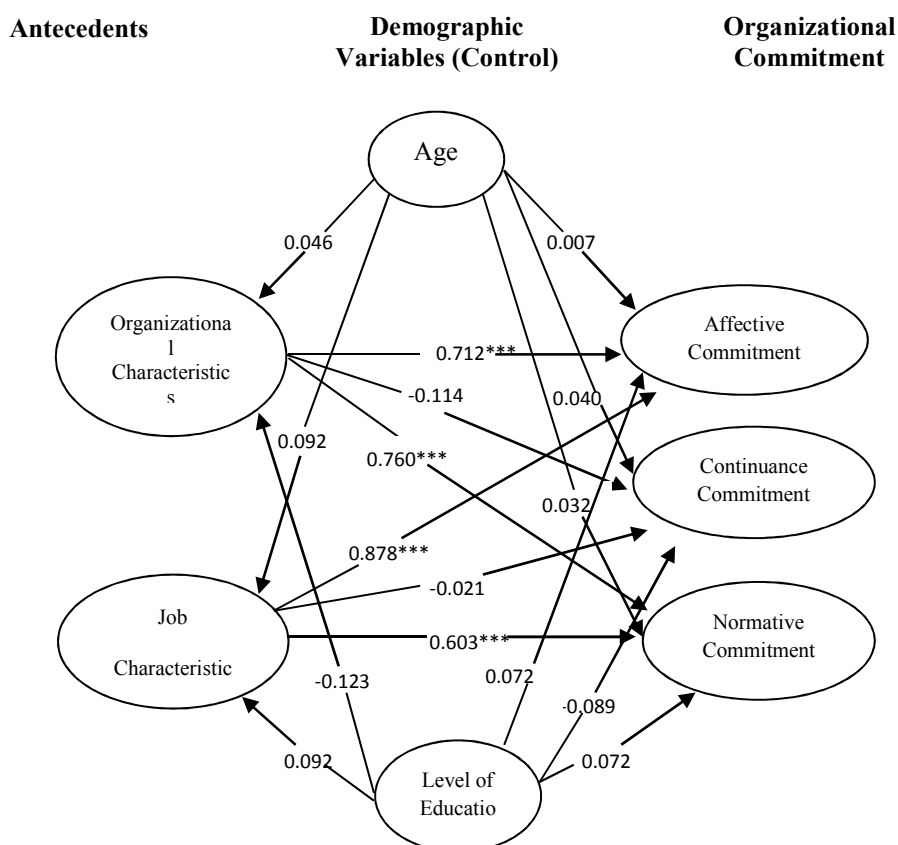 Antecedents
Demographic
Variables (Control)
Organizational
Commitment
Age
0.046
0.007
Organizationa
l
Characteristic
s
Affective
Commitment
0.712***
-0.114
0.040
0.092
0.760***
Continuance
Commitment
0.032
0.878***
-0.021
Job
Characteristic
Normative
Commitment
0.603***
-0.123
0.072
-0.089
0.092
0.072
Level of
Educatio